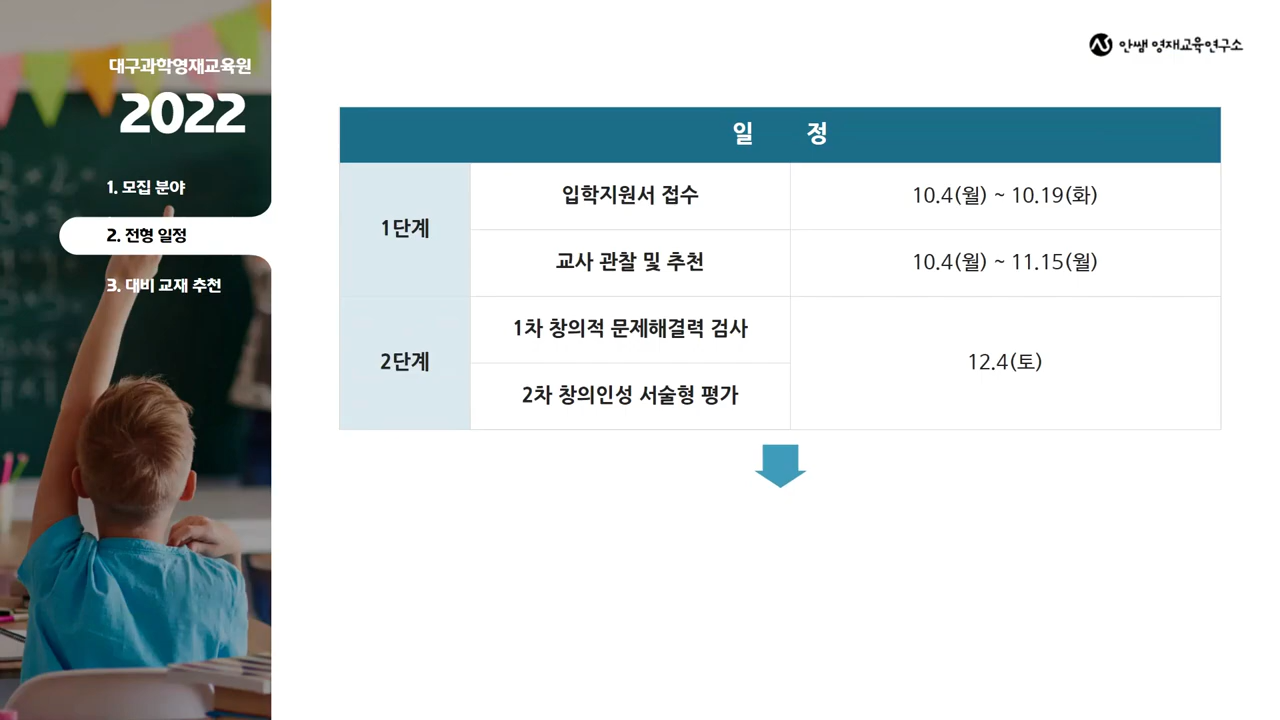 대구과학영재교육원
2022
1. 모집 분야
2. 전형 일정
3. 대비 교재 추천
안쌤 영재교육연구소
일 정
1단계
입학지원서 접수
10.4(월) ~ 10.19(화)
교사 관찰 및 추천
10.4(월) ~ 11.15(월)
2단계
1차 창의적 문제해결력 검사
12.4(토)
2차 창의인성 서술형 평가